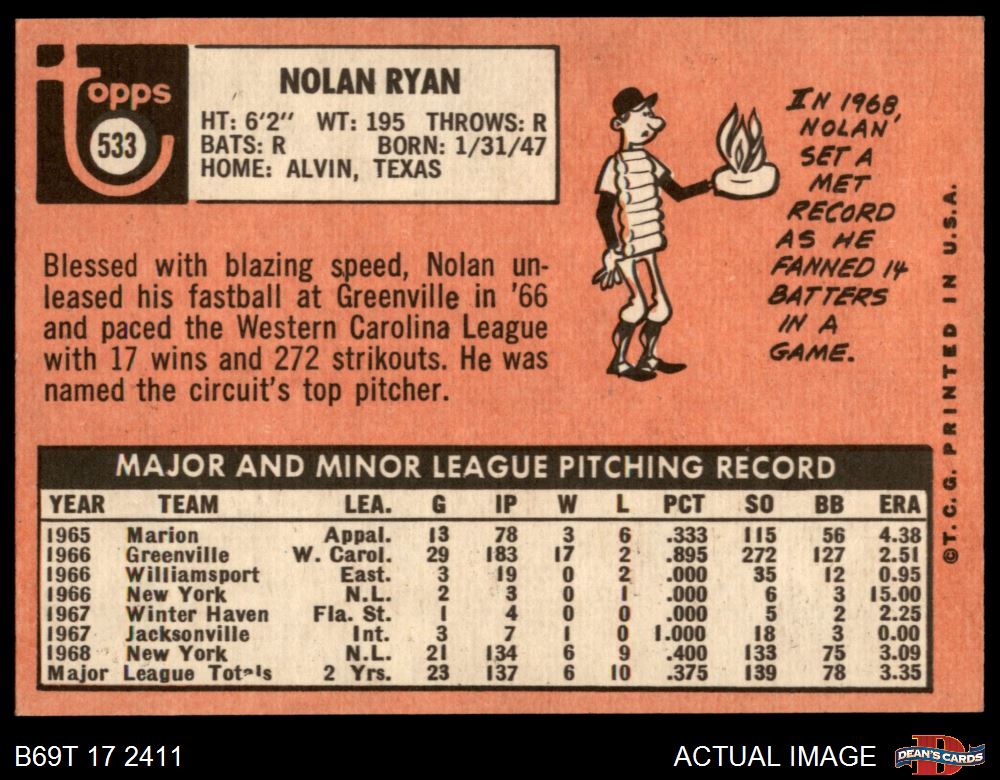 topps
533
NOLAN RYAN
HT: 6'2" WT: 195 THROWS: R
BATS: R BORN: 1/31/47
HOME: ALVIN, TEXAS
IN 1968, NOLAN
SET A
MET
RECORD
AS HE
FANNED 14
BATTERS
IN A
GAME.
Blessed with blazing speed, Nolan un-
leased his fastball at Greenville in '66
and paced the Western Carolina League
with 17 wins and 272 strikouts. He was
named the circuit's top pitcher.
MAJOR AND MINOR LEAGUE PITCHING RECORD
YEAR TEAM LEA. G IP W L PCT SO BB ERA
1965 Marion Appal. 13 78 3 6 .333 115 56 4.38
1966 Greenville W. Carol. 29 183 17 2 .895 272 127 2.51
1966 Williamsport East. 3 19 0 2 .000 35 12 0.95
1966 New York N.L. 2 3 0 1 .000 6 3 15.00
1967 Winter Haven Fla. St. 1 4 0 0 .000 5 2 2.25
1967 Jacksonville Int. 3 7 1 0 1.000 18 3 0.00
1968 New York N.L. 21 134 6 9 .400 133 75 3.09
Major League Totals 2 Yrs. 23 137 6 10 .375 139 78 3.35
©T.C.G. PRINTED IN U.S.A.
B69T 17 2411
ACTUAL IMAGE
D
DEAN'S CARDS